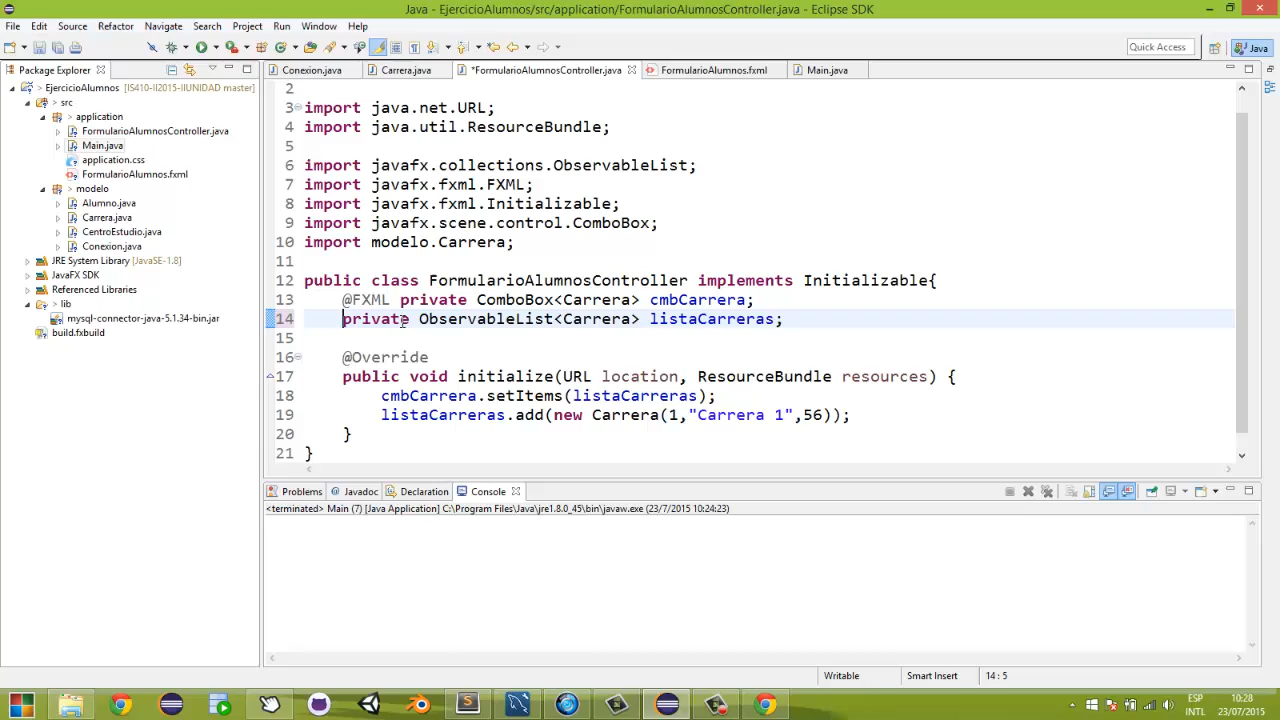 Java - EjercicioAlumnos/src/application/FormularioAlumnosController.java - Eclipse SDK
File Edit Source Refactor Navigate Search Project Run Window Help
Quick Access
Java
Package Explorer
EjercicioAlumnos [IS410-II2015-IIUNIDAD master]
src
application
FormularioAlumnosController.java
Main.java
application.css
FormularioAlumnos.fxml
modelo
Alumno.java
Carrera.java
CentroEstudio.java
Conexion.java
JRE System Library [JavaSE-1.8]
JavaFX SDK
Referenced Libraries
lib
mysql-connector-java-5.1.34-bin.jar
build.fxbuild
Conexion.java Carrera.java *FormularioAlumnosController.java FormularioAlumnos.fxml Main.java
2
3 import java.net.URL;
4 import java.util.ResourceBundle;
5
6 import javafx.collections.ObservableList;
7 import javafx.fxml.FXML;
8 import javafx.fxml.Initializable;
9 import javafx.scene.control.ComboBox;
10 import modelo.Carrera;
11
12 public class FormularioAlumnosController implements Initializable{
13 @FXML private ComboBox<Carrera> cmbCarrera;
14 private ObservableList<Carrera> listaCarreras;
15
16 @Override
17 public void initialize(URL location, ResourceBundle resources) {
18 cmbCarrera.setItems(listaCarreras);
19 listaCarreras.add(new Carrera(1,"Carrera 1",56));
20 }
21 }
Problems Javadoc Declaration Console
<terminated> Main (7) [Java Application] C:\Program Files\Java\jre1.8.0_45\bin\javaw.exe (23/7/2015 10:24:23)
Writable Smart Insert 14 : 5
ESP
INTL
10:28
23/07/2015